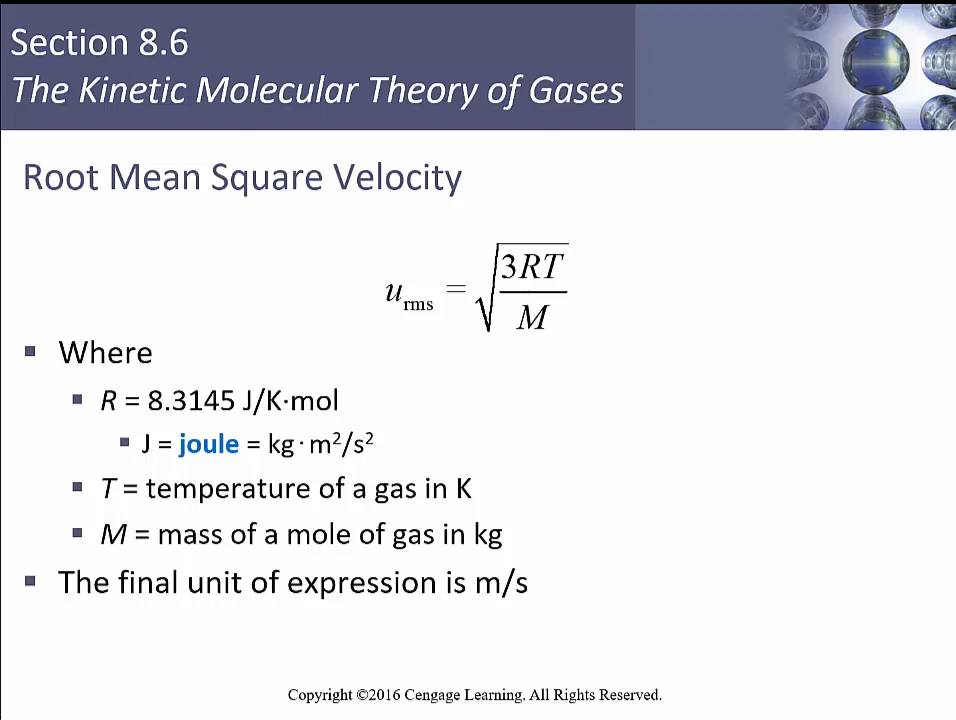 Section 8.6
The Kinetic Molecular Theory of Gases
Root Mean Square Velocity
u_rms = √(3RT/M)
▪ Where
▪ R = 8.3145 J/K·mol
▪ J = joule = kg · m²/s²
▪ T = temperature of a gas in K
▪ M = mass of a mole of gas in kg
▪ The final unit of expression is m/s
Copyright ©2016 Cengage Learning. All Rights Reserved.